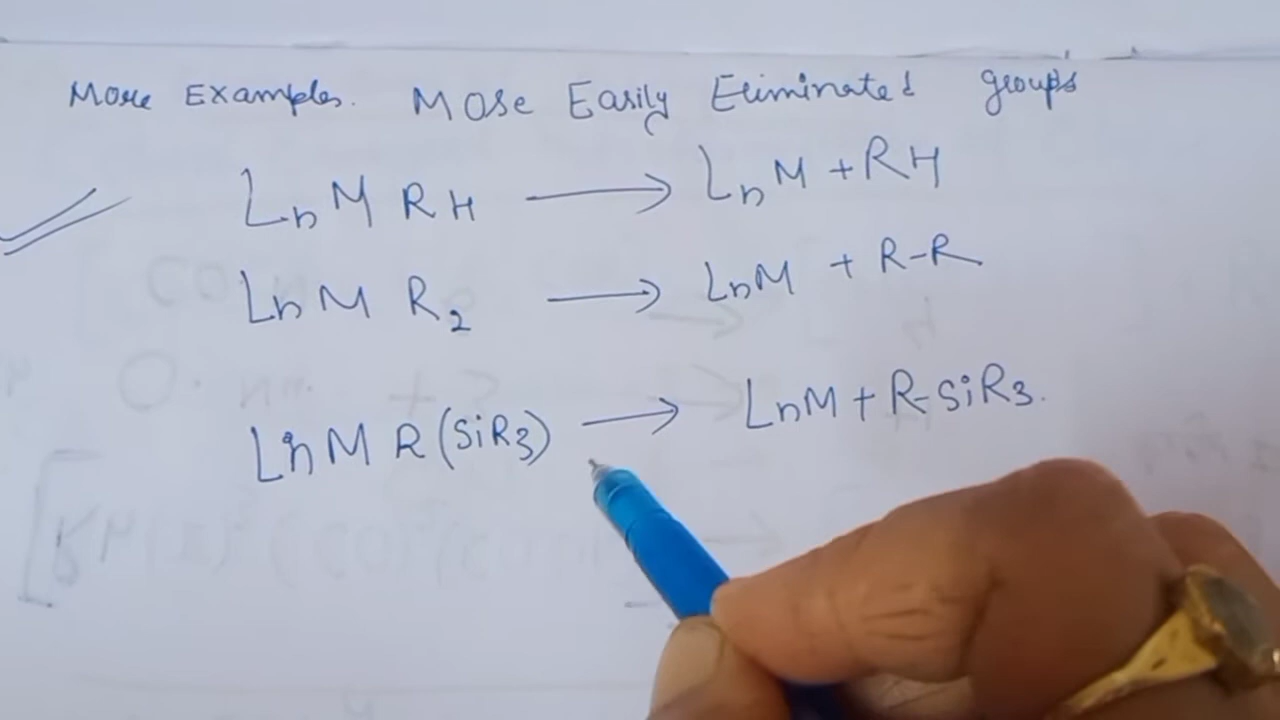 More Examples. More Easily Eliminated groups
LnM RH ⟶ LnM + RH
LnM R2 ⟶ LnM + R-R
LnM R(SiR3) ⟶ LnM + R-SiR3.